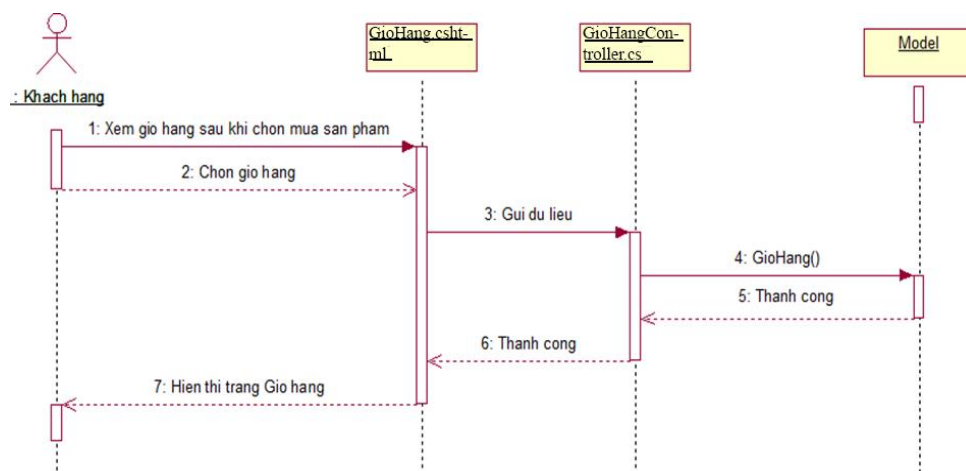 GioHang.csht-
ml
GioHangCon-
troller.cs
Model
: Khach hang
1: Xem gio hang sau khi chon mua san pham
2: Chon gio hang
3: Gui du lieu
4: GioHang()
5: Thanh cong
6: Thanh cong
7: Hien thi trang Gio hang